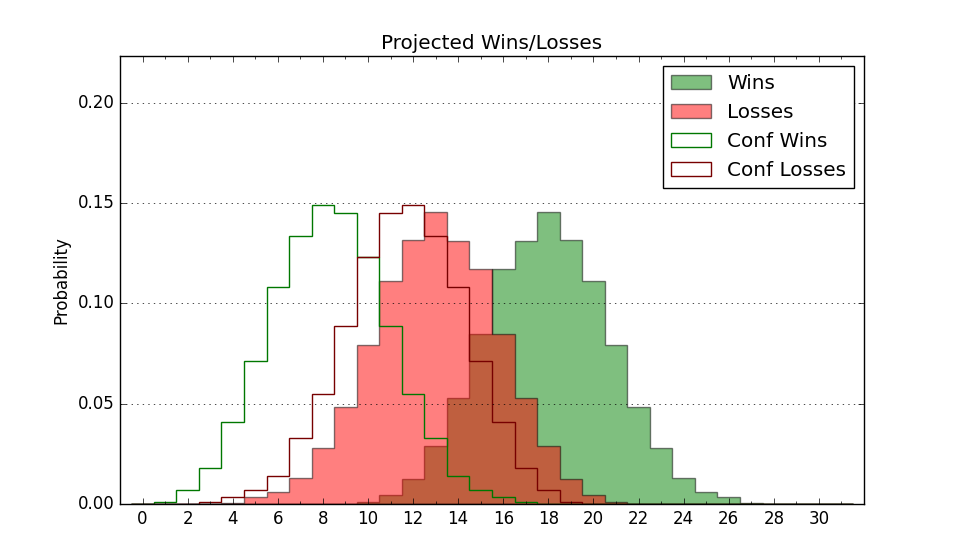 Projected Wins/Losses
Wins
Losses
Conf Wins
Conf Losses
Probability
0.20
0.15
0.10
0.05
0.00
0 2 4 6 8 10 12 14 16 18 20 22 24 26 28 30